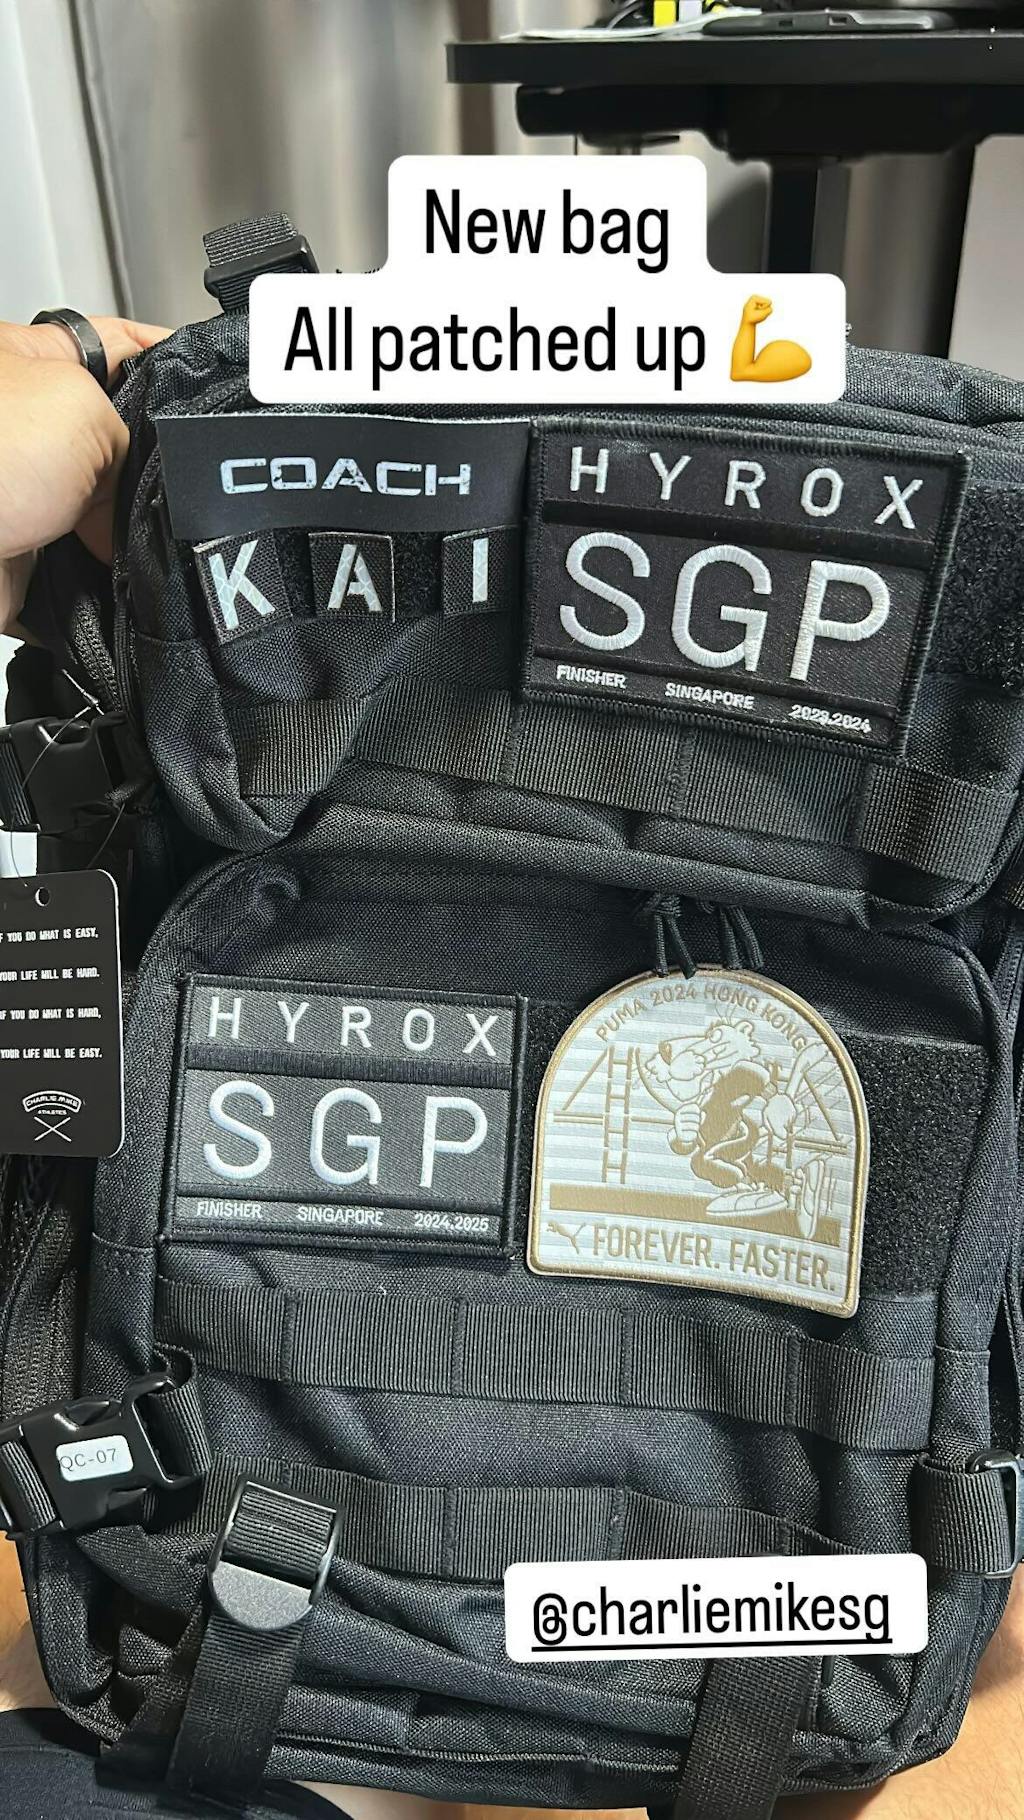 New bag
All patched up 💪
COACH
K A I
HYROX
SGP
FINISHER SINGAPORE 2023.2024
F YOU DO WHAT IS EASY,
YOUR LIFE WILL BE HARD.
IF YOU DO WHAT IS HARD,
YOUR LIFE WILL BE EASY.
CHARLIE MIKE
ATHLETES
HYROX
SGP
FINISHER SINGAPORE 2024.2025
PUMA 2024 HONG KONG
FOREVER. FASTER.
QC-07
@charliemikesg